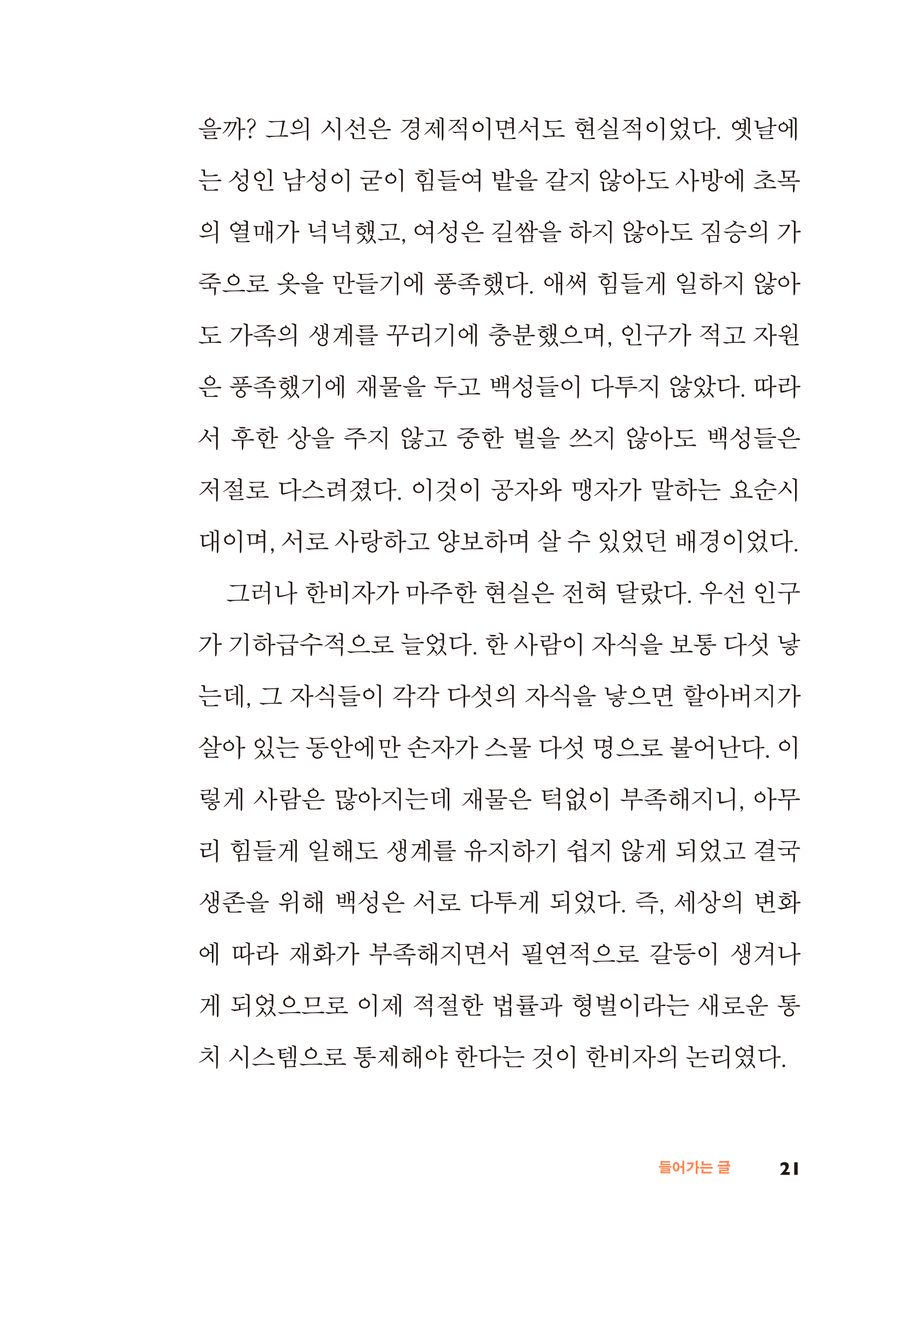 을까? 그의 시선은 경제적이면서도 현실적이었다. 옛날에
는 성인 남성이 굳이 힘들여 밭을 갈지 않아도 사방에 초목
의 열매가 넉넉했고, 여성은 길쌈을 하지 않아도 짐승의 가
죽으로 옷을 만들기에 풍족했다. 애써 힘들게 일하지 않아
도 가족의 생계를 꾸리기에 충분했으며, 인구가 적고 자원
은 풍족했기에 재물을 두고 백성들이 다투지 않았다. 따라
서 후한 상을 주지 않고 중한 벌을 쓰지 않아도 백성들은
저절로 다스려졌다. 이것이 공자와 맹자가 말하는 요순시
대이며, 서로 사랑하고 양보하며 살 수 있었던 배경이었다.
그러나 한비자가 마주한 현실은 전혀 달랐다. 우선 인구
가 기하급수적으로 늘었다. 한 사람이 자식을 보통 다섯 낳
는데, 그 자식들이 각각 다섯의 자식을 낳으면 할아버지가
살아 있는 동안에만 손자가 스물 다섯 명으로 불어난다. 이
렇게 사람은 많아지는데 재물은 턱없이 부족해지니, 아무
리 힘들게 일해도 생계를 유지하기 쉽지 않게 되었고 결국
생존을 위해 백성은 서로 다투게 되었다. 즉, 세상의 변화
에 따라 재화가 부족해지면서 필연적으로 갈등이 생겨나
게 되었으므로 이제 적절한 법률과 형벌이라는 새로운 통
치 시스템으로 통제해야 한다는 것이 한비자의 논리였다.
들어가는 글 21